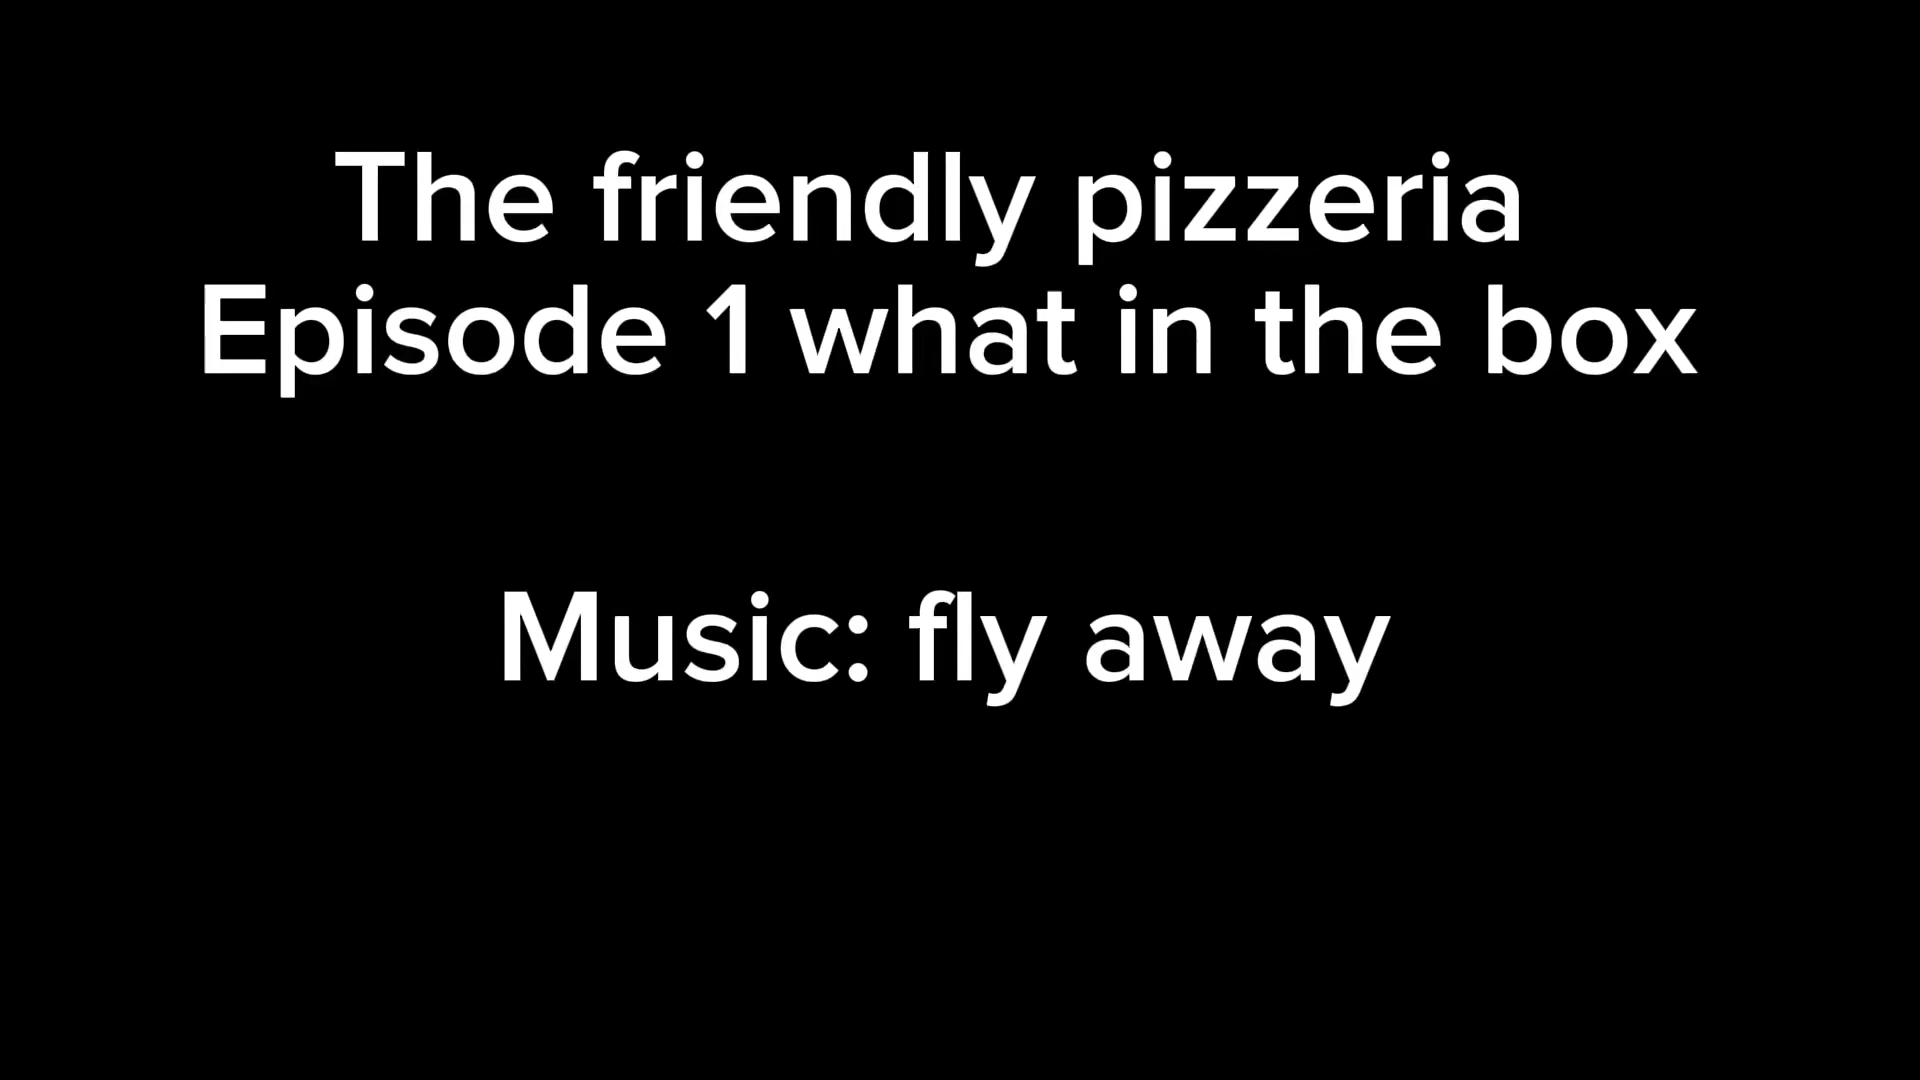 The friendly pizzeria
Episode 1 what in the box
Music: fly away